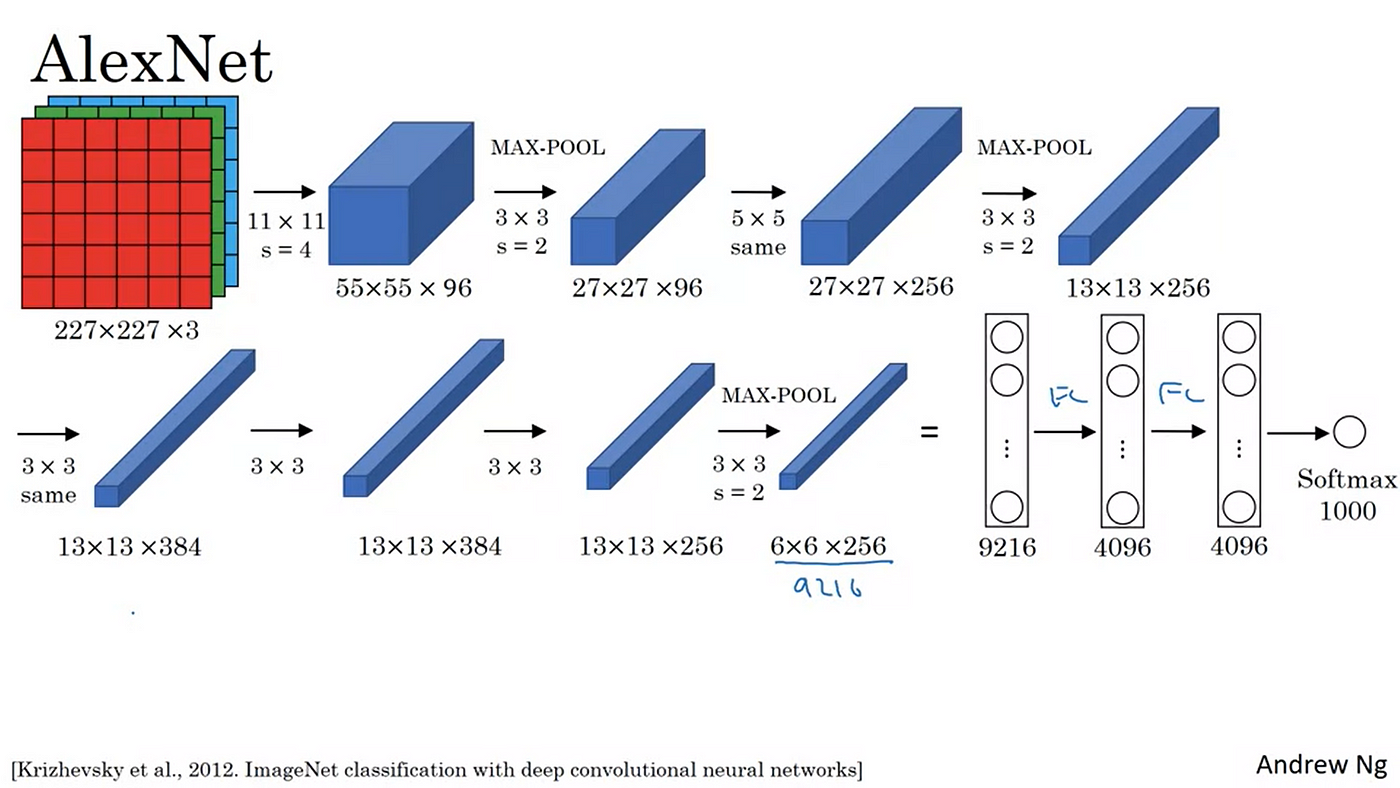 AlexNet
227×227 ×3
11 × 11
s = 4
55×55 × 96
MAX-POOL
3 × 3
s = 2
27×27 ×96
5 × 5
same
27×27 ×256
MAX-POOL
3 × 3
s = 2
13×13 ×256
3 × 3
same
13×13 ×384
3 × 3
13×13 ×384
3 × 3
13×13 ×256
MAX-POOL
3 × 3
s = 2
6×6 ×256
9216
=
9216
FC
4096
FC
4096
Softmax
1000
[Krizhevsky et al., 2012. ImageNet classification with deep convolutional neural networks]
Andrew Ng